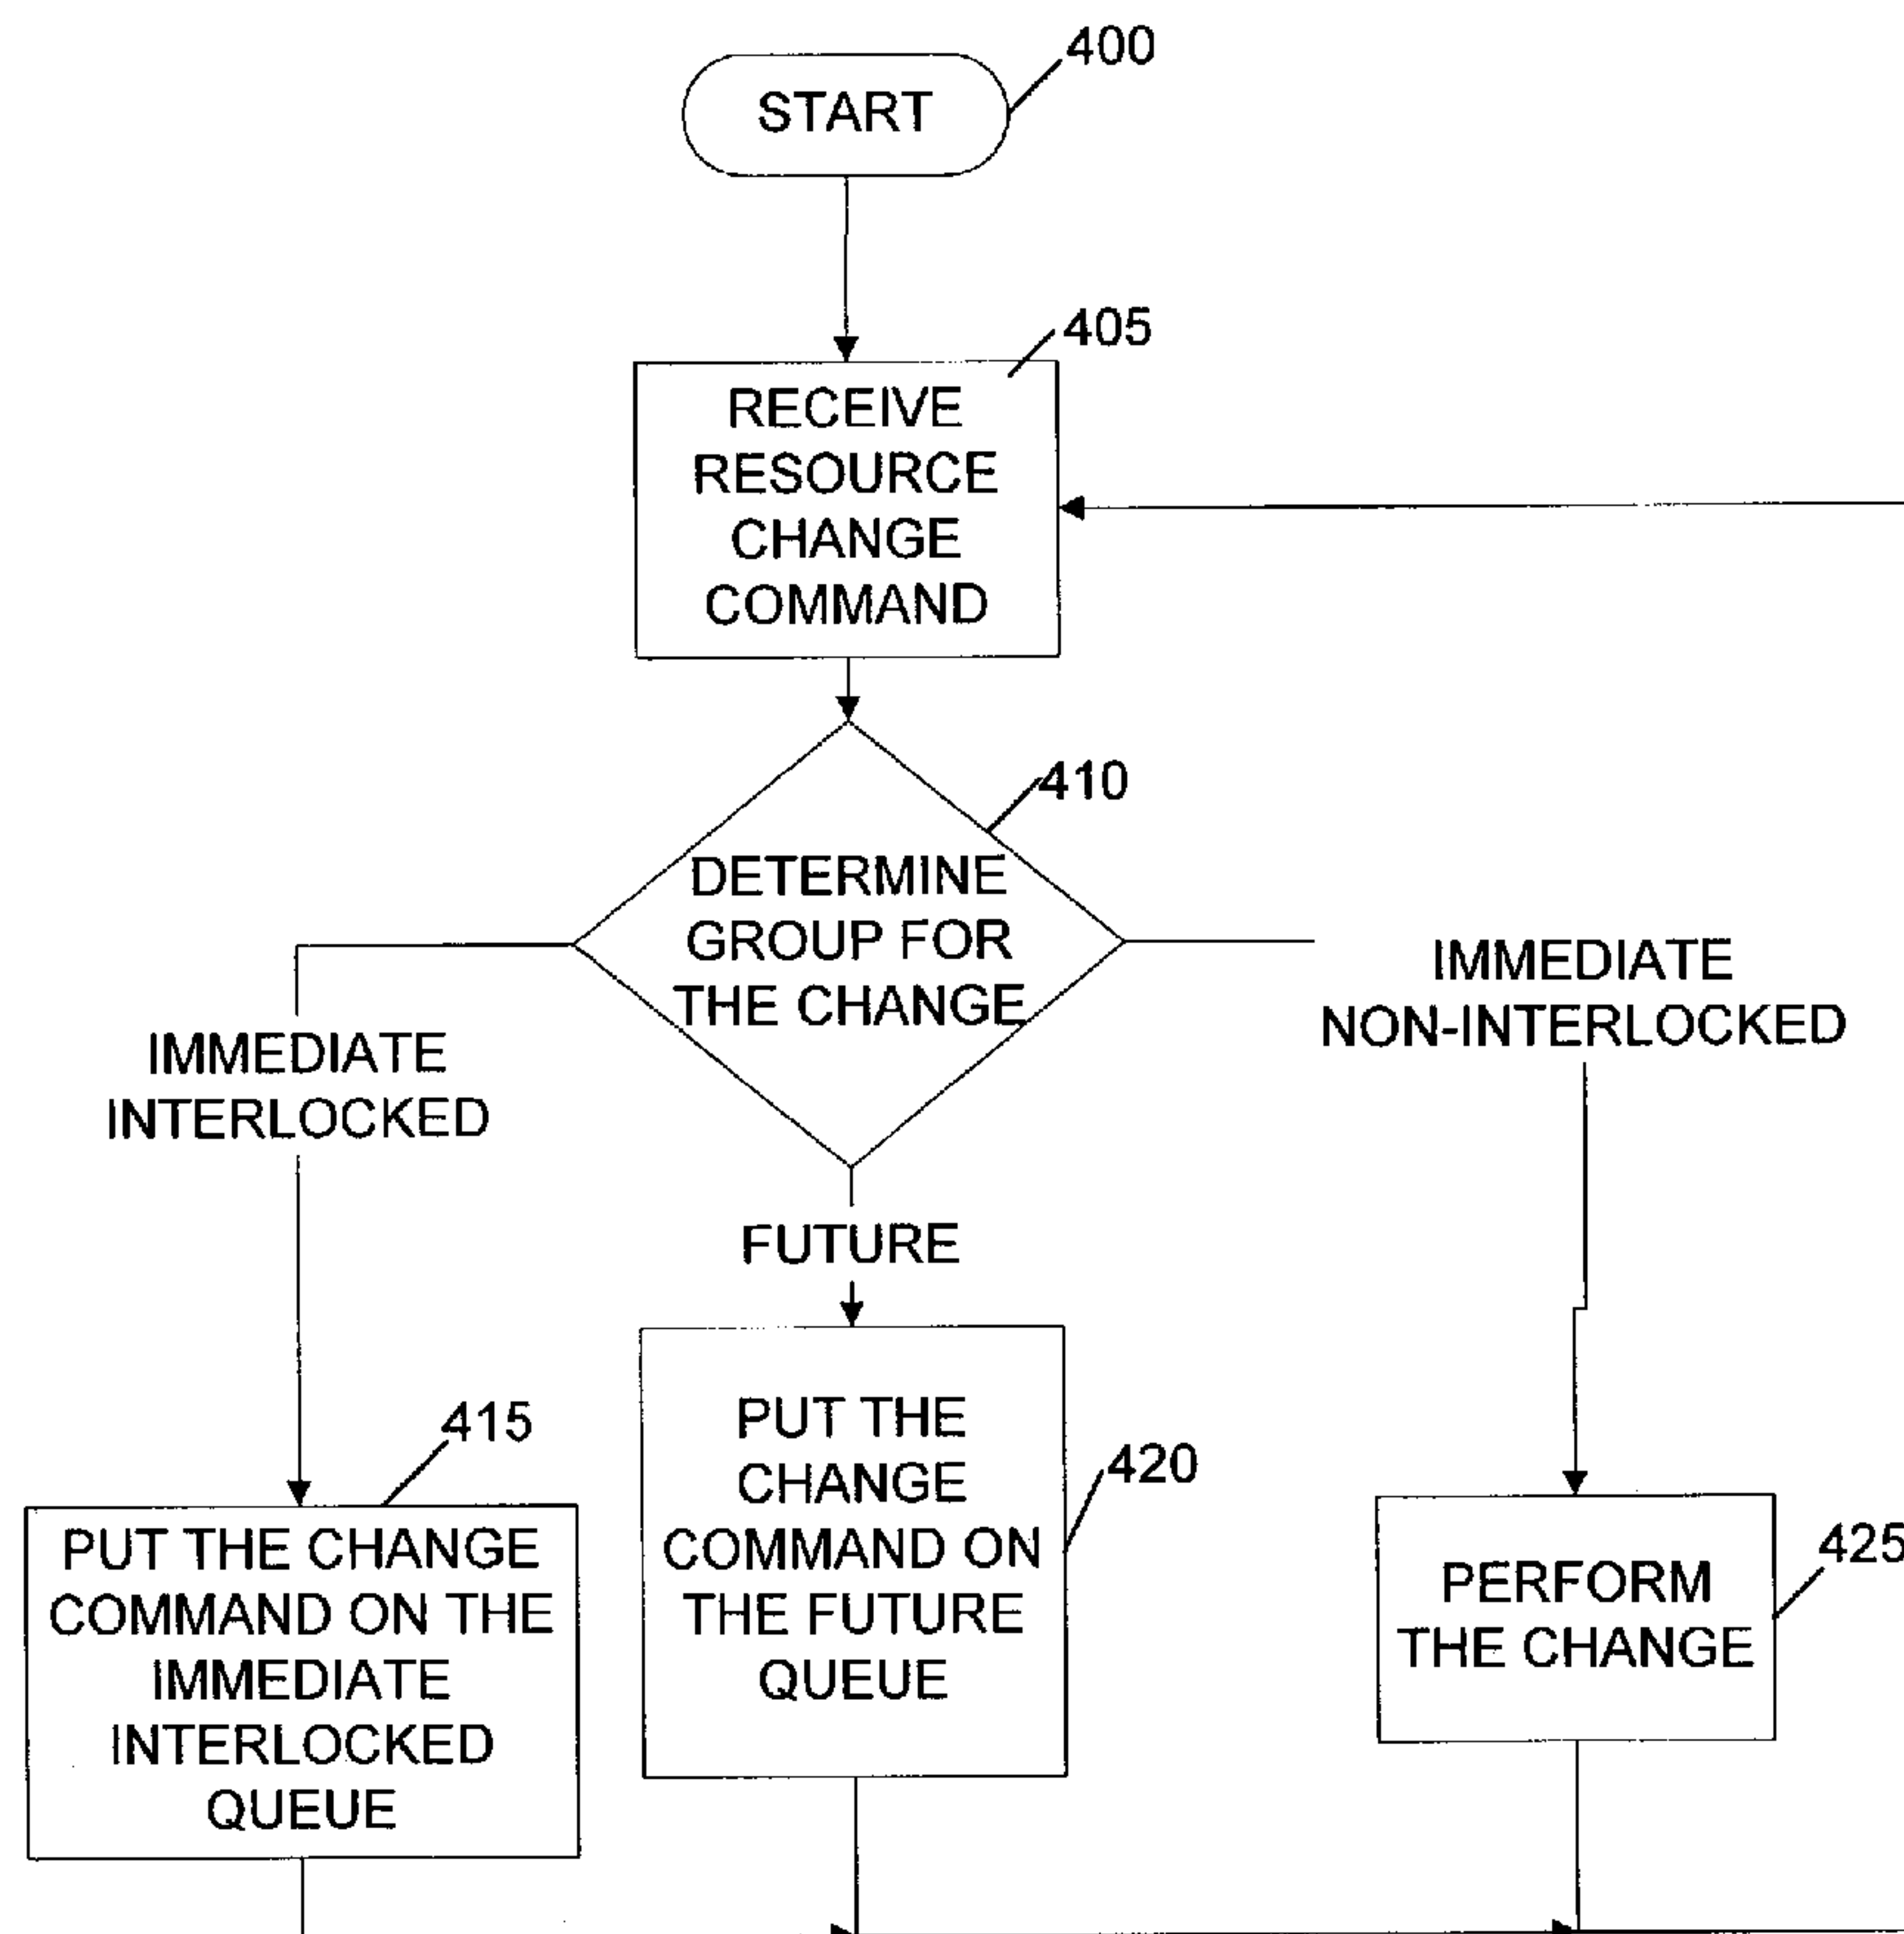 400
START
405
RECEIVE
RESOURCE
CHANGE
COMMAND
410
DETERMINE
GROUP FOR
THE CHANGE
IMMEDIATE
NON-INTERLOCKED
IMMEDIATE
INTERLOCKED
FUTURE
415
PUT THE CHANGE
COMMAND ON THE
IMMEDIATE
INTERLOCKED
QUEUE
PUT THE
CHANGE
COMMAND ON
THE FUTURE
QUEUE
420
425
PERFORM
THE CHANGE